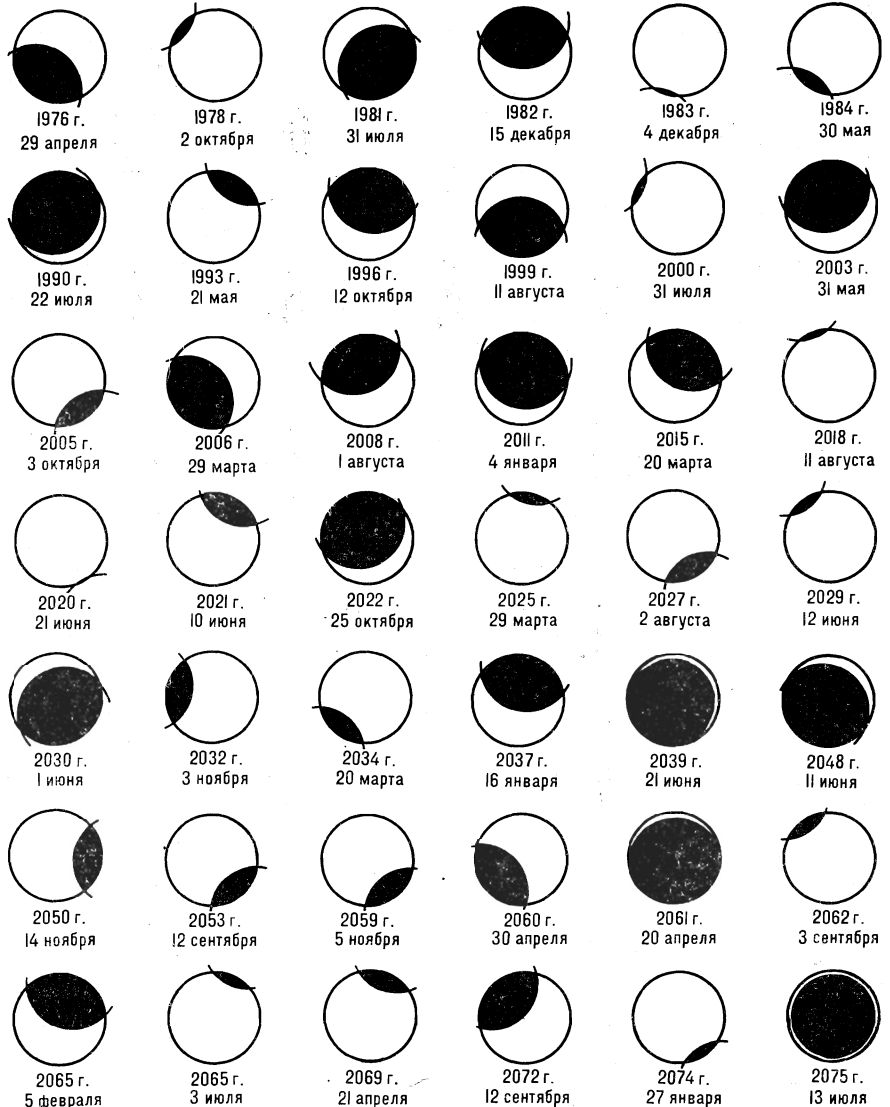 1976 г.
29 апреля
1978 г.
2 октября
1981 г.
31 июля
1982 г.
15 декабря
1983 г.
4 декабря
1984 г.
30 мая
1990 г.
22 июля
1993 г.
21 мая
1996 г.
12 октября
1999 г.
11 августа
2000 г.
31 июля
2003 г.
31 мая
2005 г.
3 октября
2006 г.
29 марта
2008 г.
1 августа
2011 г.
4 января
2015 г.
20 марта
2018 г.
11 августа
2020 г.
21 июня
2021 г.
10 июня
2022 г.
25 октября
2025 г.
29 марта
2027 г.
2 августа
2029 г.
12 июня
2030 г.
1 июня
2032 г.
3 ноября
2034 г.
20 марта
2037 г.
16 января
2039 г.
21 июня
2048 г.
11 июня
2050 г.
14 ноября
2053 г.
12 сентября
2059 г.
5 ноября
2060 г.
30 апреля
2061 г.
20 апреля
2062 г.
3 сентября
2065 г.
5 февраля
2065 г.
3 июля
2069 г.
21 апреля
2072 г.
12 сентября
2074 г.
27 января
2075 г.
13 июля